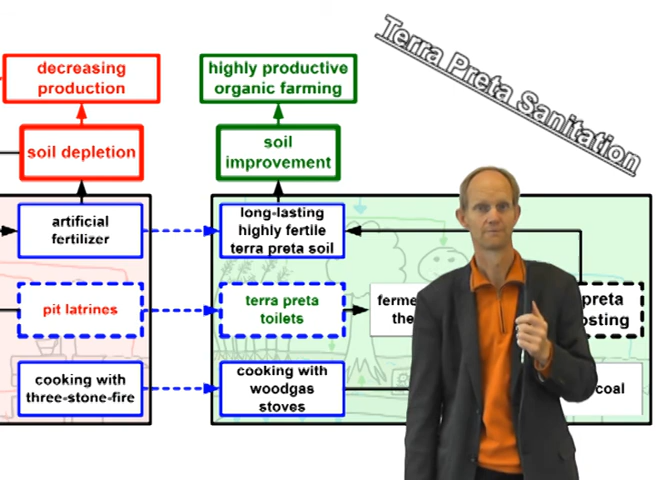 Terra Preta Sanitation
decreasing
production
highly productive
organic farming
soil depletion
soil
improvement
artificial
fertilizer
long-lasting
highly fertile
terra preta soil
pit latrines
terra preta
toilets
preta
cooking with
three-stone-fire
cooking with
woodgas
stoves
coal